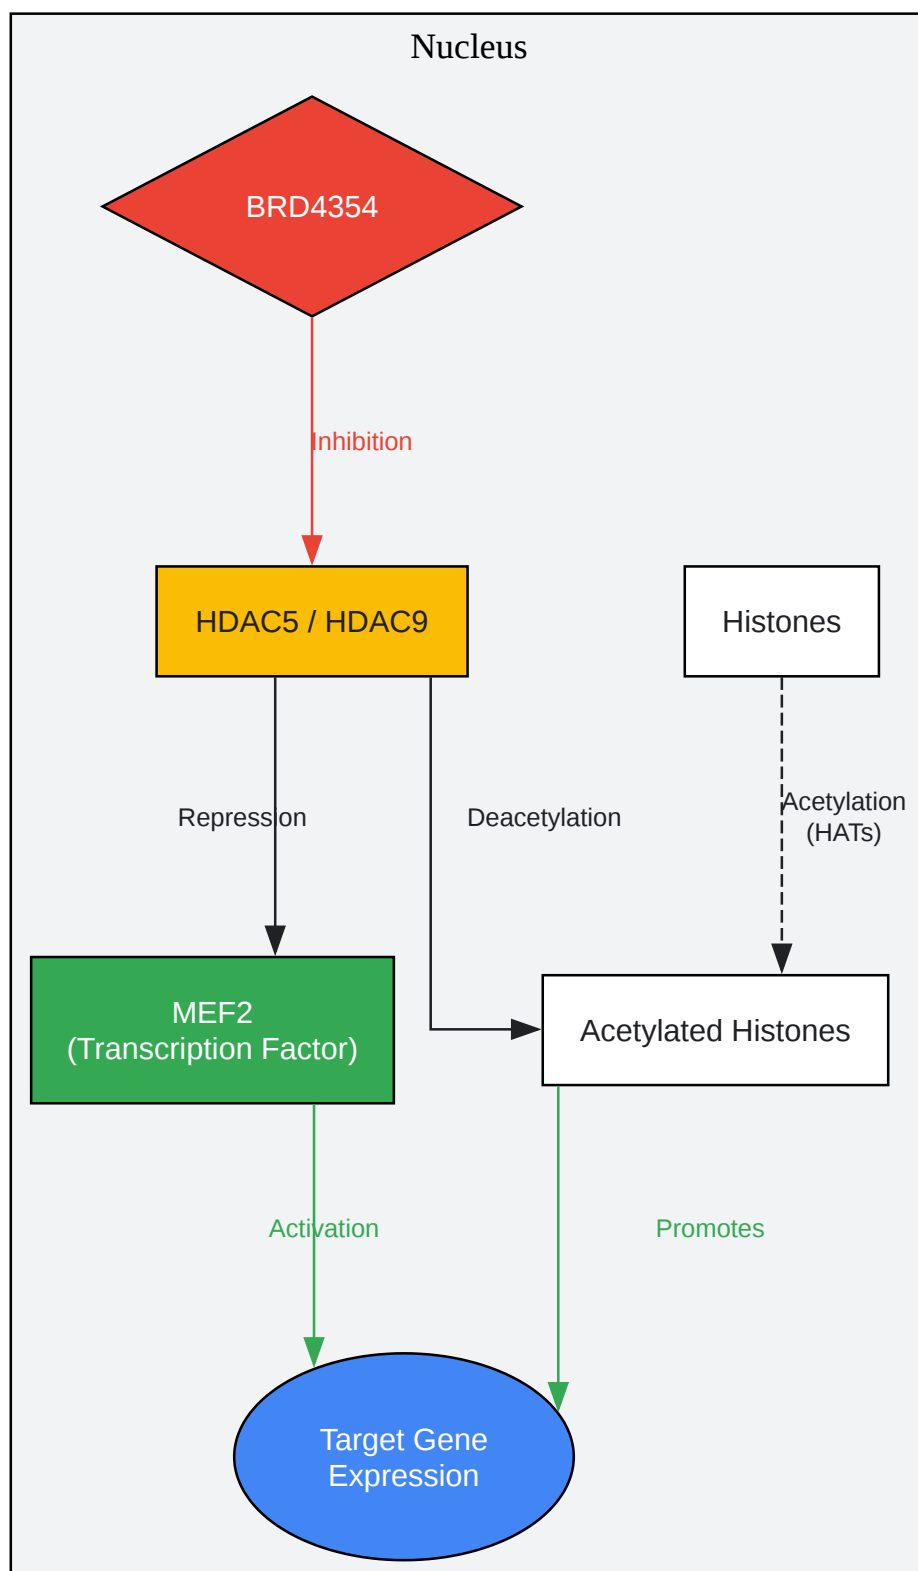 Nucleus
BRD4354
Inhibition
HDAC5 / HDAC9
Histones
Repression
Deacetylation
Acetylation
(HATs)
MEF2
(Transcription Factor)
Acetylated Histones
Activation
Promotes
Target Gene
Expression